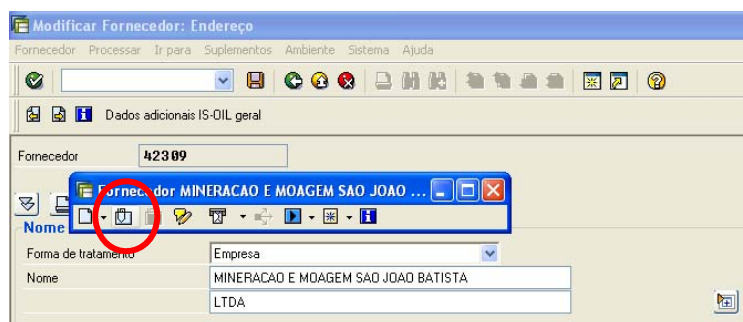 Modificar Fornecedor: Endereço
Fornecedor Processar Ir para Suplementos Ambiente Sistema Ajuda
Dados adicionais IS-OIL geral
Fornecedor 42309
Fornecedor MINERACAO E MOAGEM SAO JOAO ...
Nome
Forma de tratamento Empresa
Nome MINERACAO E MOAGEM SAO JOAO BATISTA
LTDA